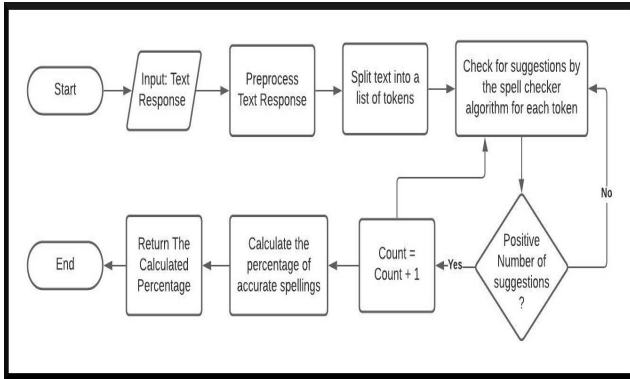 Start
Input: Text
Response
Preprocess
Text Response
Split text into a
list of tokens
Check for suggestions by
the spell checker
algorithm for each token
No
Positive
Number of
suggestions
?
Yes
Count =
Count + 1
Calculate the
percentage of
accurate spellings
Return The
Calculated
Percentage
End